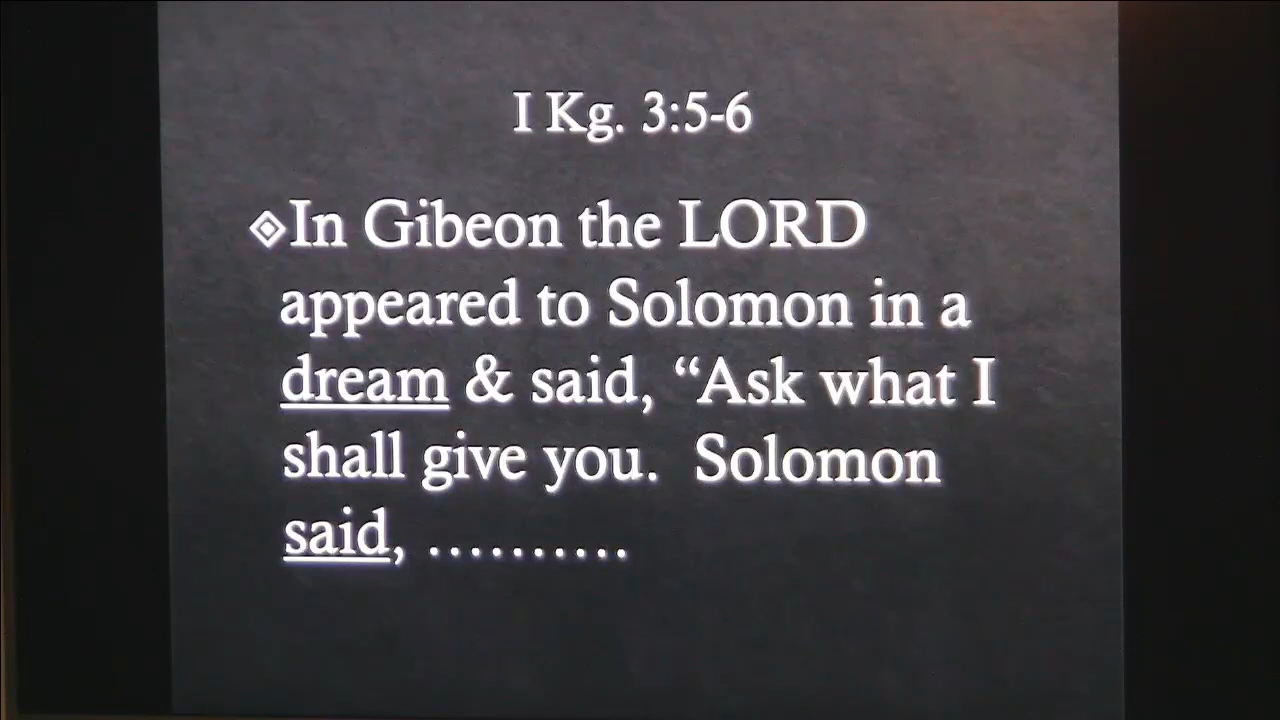 I Kg. 3:5-6
In Gibeon the LORD
appeared to Solomon in a
dream & said, “Ask what I
shall give you.  Solomon
said, ..........